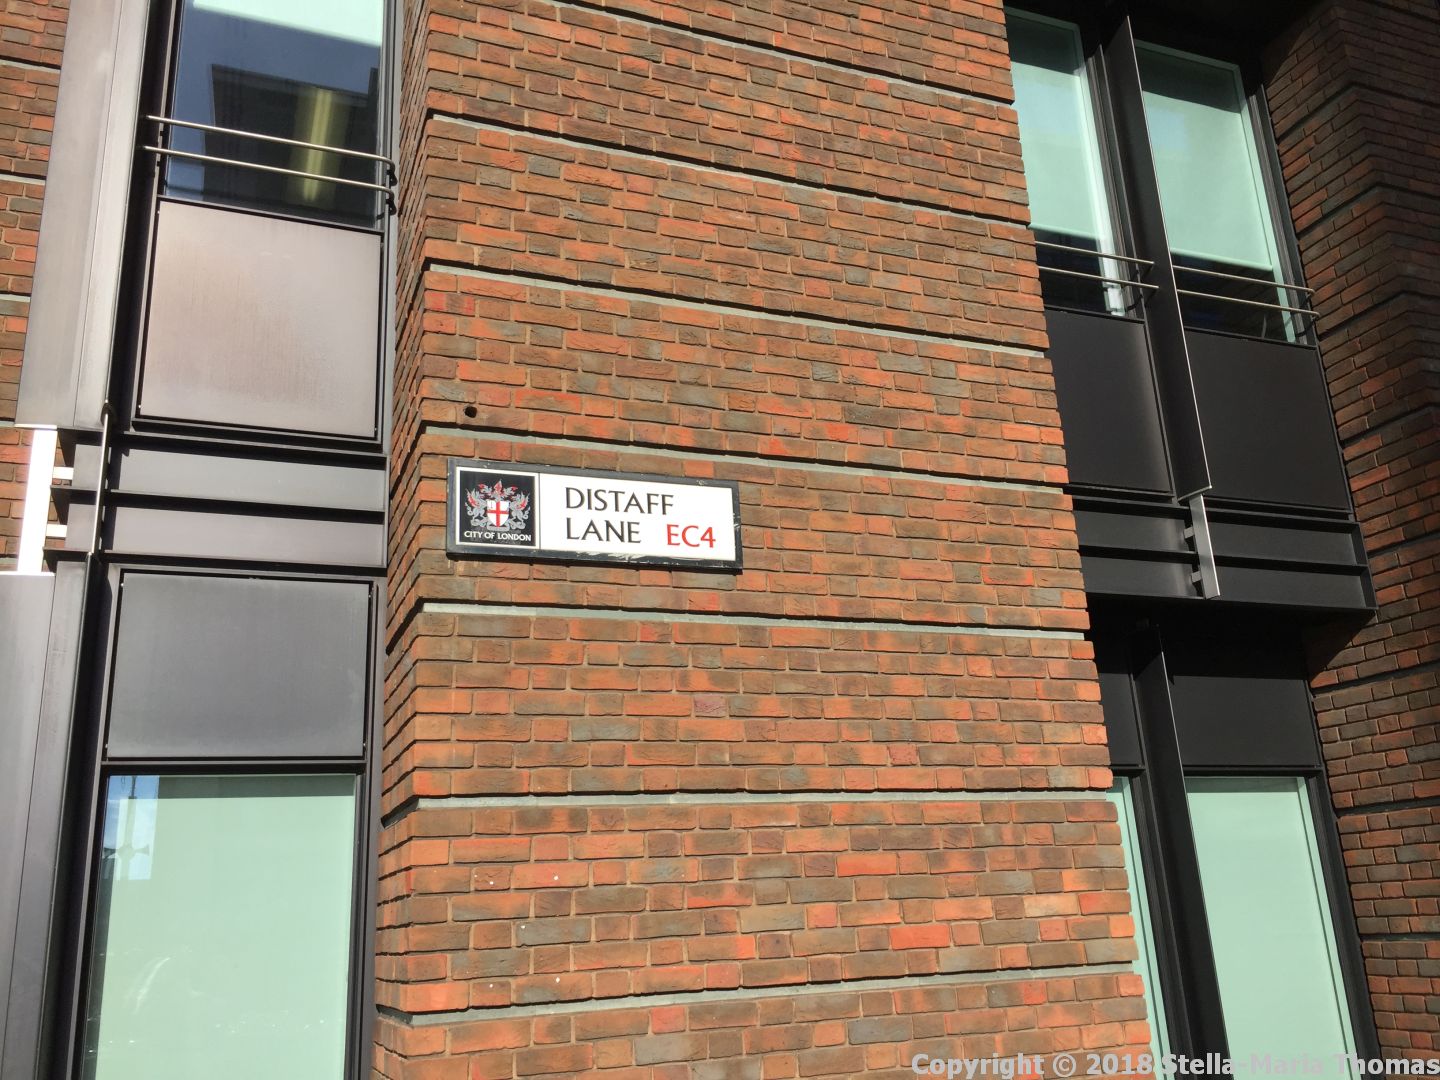 CITY OF LONDON
DISTAFF
LANE EC4
Copyright © 2018 Stella-Maria Thomas